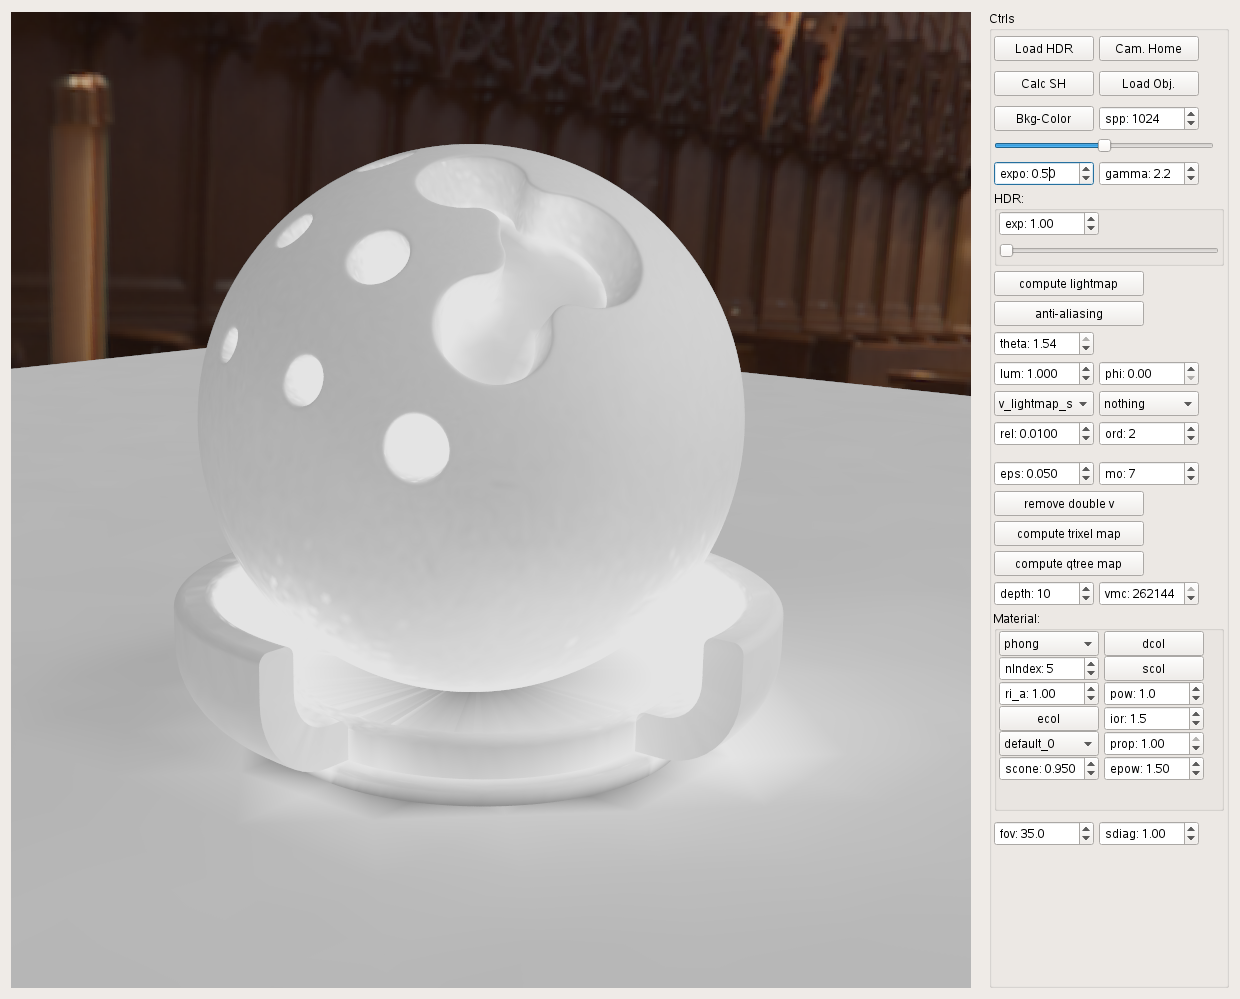 Ctrls
Load HDR Cam. Home
Calc SH Load Obj.
Bkg-Color spp: 1024
expo: 0.50 gamma: 2.2
HDR:
exp: 1.00
compute lightmap
anti-aliasing
theta: 1.54
lum: 1.000 phi: 0.00
v_lightmap_s nothing
rel: 0.0100 ord: 2
eps: 0.050 mo: 7
remove double v
compute trixel map
compute qtree map
depth: 10 vmc: 262144
Material:
phong dcol
nIndex: 5 scol
ri_a: 1.00 pow: 1.0
ecol ior: 1.5
default_0 prop: 1.00
scone: 0.950 epow: 1.50
fov: 35.0 sdiag: 1.00